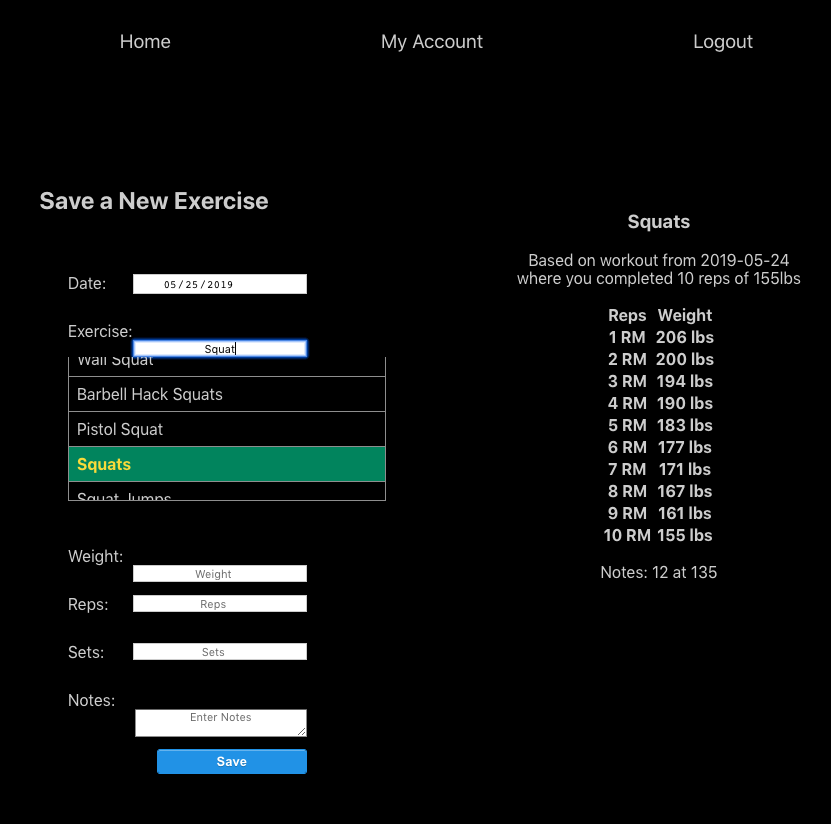 Home My Account Logout
Save a New Exercise
Date: 05/25/2019
Exercise:
Squat
Wall Squat
Barbell Hack Squats
Pistol Squat
Squats
Squat Jumps
Weight:
Weight
Reps: Reps
Sets: Sets
Notes:
Enter Notes
Save
Squats
Based on workout from 2019-05-24
where you completed 10 reps of 155lbs
Reps Weight
1 RM 206 lbs
2 RM 200 lbs
3 RM 194 lbs
4 RM 190 lbs
5 RM 183 lbs
6 RM 177 lbs
7 RM 171 lbs
8 RM 167 lbs
9 RM 161 lbs
10 RM 155 lbs
Notes: 12 at 135